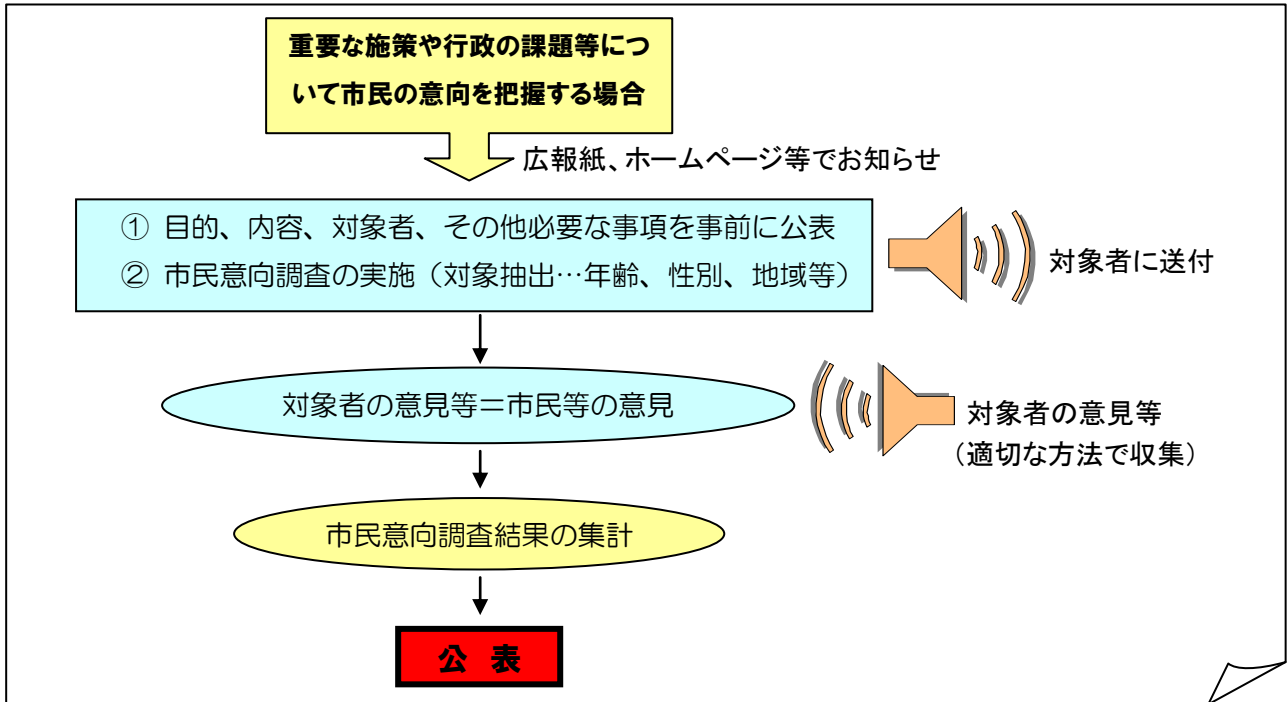 重要な施策や行政の課題等につ
いて市民の意向を把握する場合
広報紙、ホームページ等でお知らせ
① 目的、内容、対象者、その他必要な事項を事前に公表
② 市民意向調査の実施（対象抽出…年齢、性別、地域等）
対象者に送付
対象者の意見等＝市民等の意見
対象者の意見等
（適切な方法で収集）
市民意向調査結果の集計
公 表